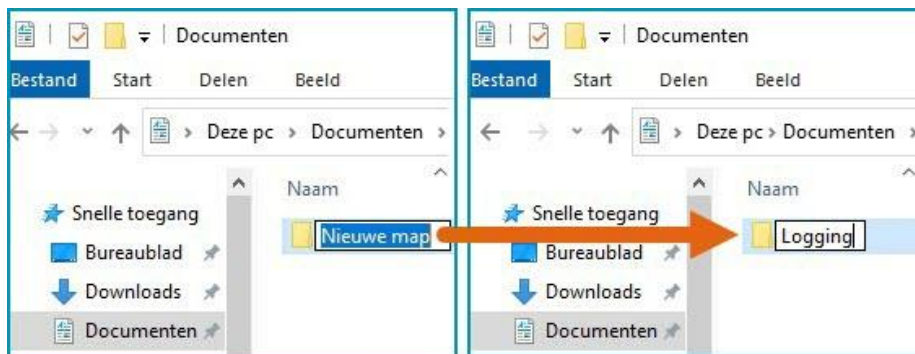 Documenten
Bestand Start Delen Beeld
Deze pc > Documenten >
Naam
Snelle toegang
Nieuwe map
Bureaublad
Downloads
Documenten
Documenten
Bestand Start Delen Beeld
Deze pc > Documenten >
Naam
Snelle toegang
Logging
Bureaublad
Downloads
Documenten